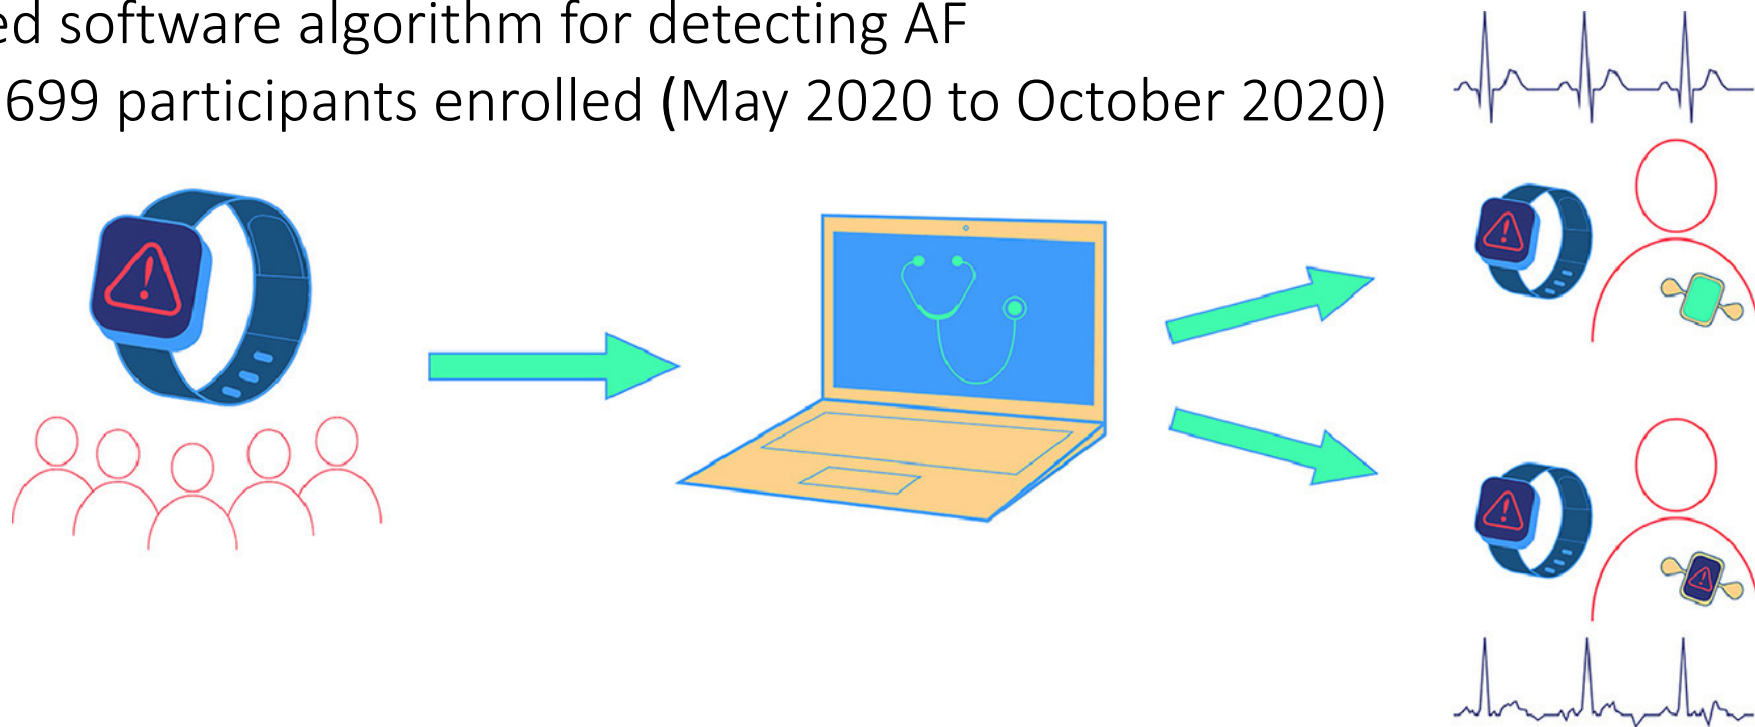 ed software algorithm for detecting AF
699 participants enrolled (May 2020 to October 2020)